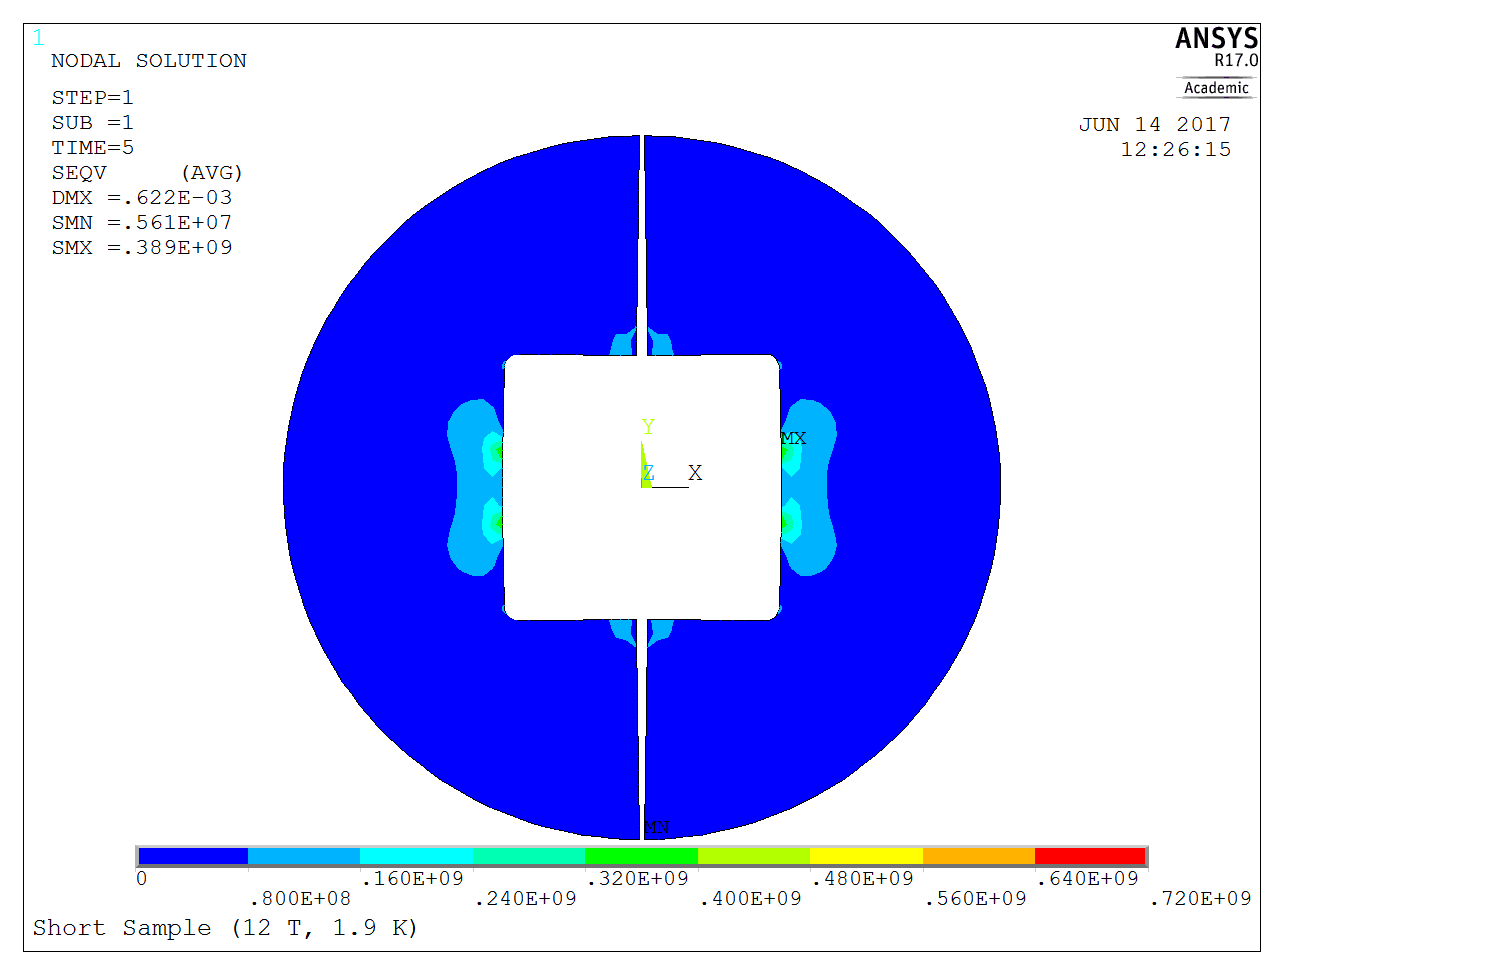 1
NODAL SOLUTION
STEP=1
SUB =1
TIME=5
SEQV     (AVG)
DMX =.622E-03
SMN =.561E+07
SMX =.389E+09
ANSYS
R17.0
Academic
JUN 14 2017
12:26:15
Y
MX
Z X
MN
0 .160E+09 .320E+09 .480E+09 .640E+09
.800E+08 .240E+09 .400E+09 .560E+09 .720E+09
Short Sample (12 T, 1.9 K)